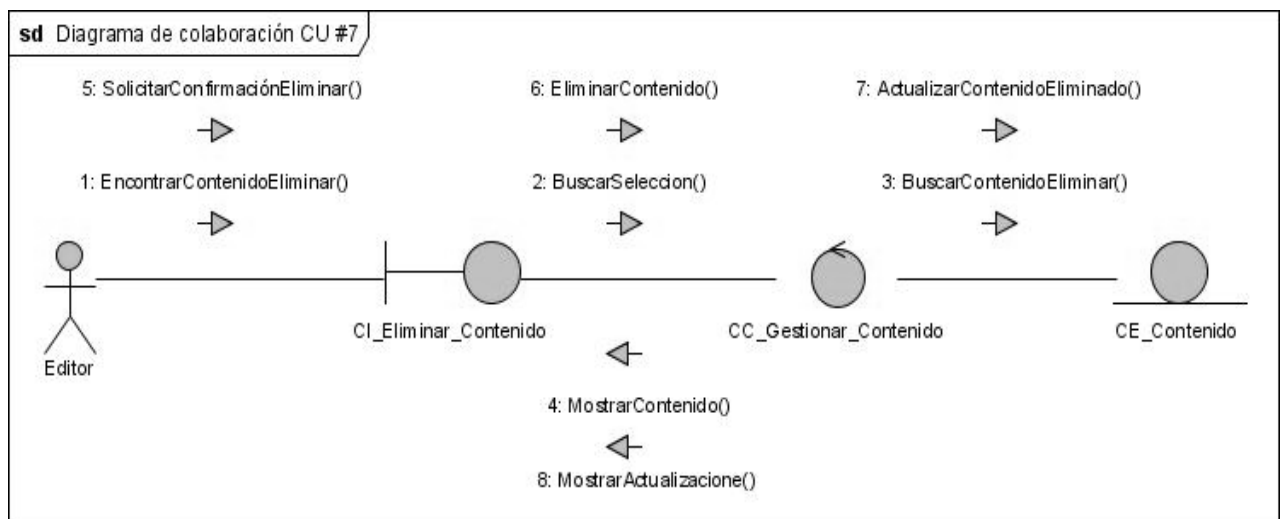 sd Diagrama de colaboración CU #7
5: SolicitarConfirmaciónEliminar()
6: EliminarContenido()
7: ActualizarContenidoEliminado()
1: EncontrarContenidoEliminar()
2: BuscarSeleccion()
3: BuscarContenidoEliminar()
CI_Eliminar_Contenido
CC_Gestionar_Contenido
CE_Contenido
Editor
4: MostrarContenido()
8: MostrarActualizacione()